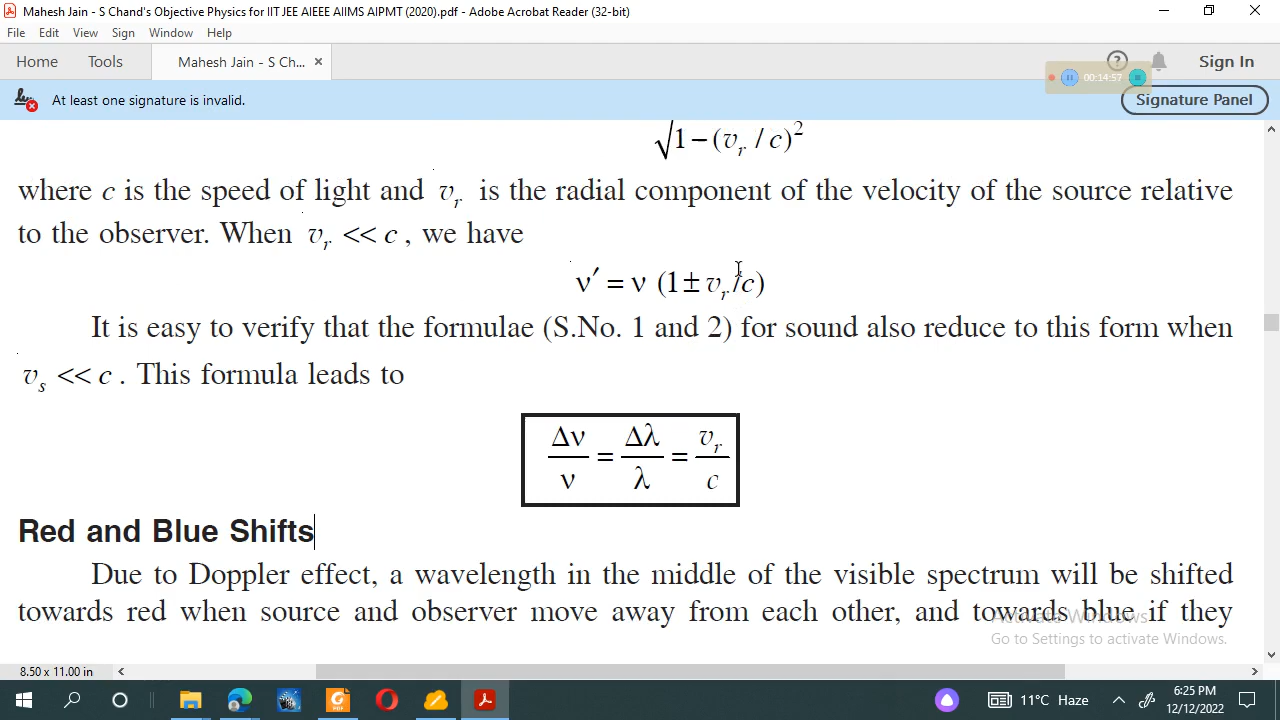 Mahesh Jain - S Chand's Objective Physics for IIT JEE AIEEE AIIMS AIPMT (2020).pdf - Adobe Acrobat Reader (32-bit)
File Edit View Sign Window Help
Home Tools Mahesh Jain - S Ch... × ? Sign In
00:14:57
At least one signature is invalid. Signature Panel
√1 − (v_r / c)²
where c is the speed of light and v_r is the radial component of the velocity of the source relative
to the observer. When v_r << c , we have
ν′ = ν (1 ± v_r/c)
It is easy to verify that the formulae (S.No. 1 and 2) for sound also reduce to this form when
v_s << c . This formula leads to
Δν/ν = Δλ/λ = v_r/c
Red and Blue Shifts
Due to Doppler effect, a wavelength in the middle of the visible spectrum will be shifted
towards red when source and observer move away from each other, and towards blue if they
Activate Windows
Go to Settings to activate Windows.
8.50 x 11.00 in
11°C Haze
6:25 PM
12/12/2022